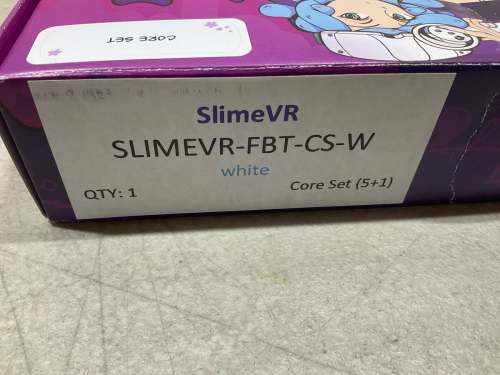 CORE SET
SlimeVR
SLIMEVR-FBT-CS-W
white
QTY: 1
Core Set (5+1)